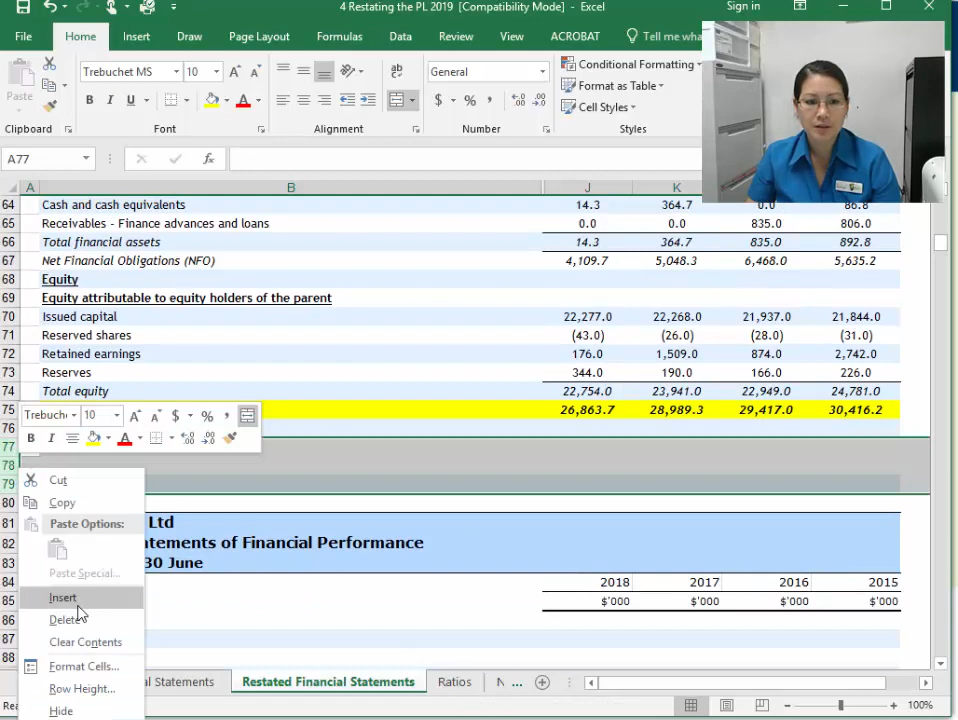 4 Restating the PL 2019 [Compatibility Mode] - Excel
Sign in
File Home Insert Draw Page Layout Formulas Data Review View ACROBAT Tell me wha
Paste
Trebuchet MS 10
General
Conditional Formatting
Format as Table
Cell Styles
Clipboard Font Alignment Number Styles
A77
A B J K
64 Cash and cash equivalents 14.3 364.7 0.0 86.8
65 Receivables - Finance advances and loans 0.0 0.0 835.0 806.0
66 Total financial assets 14.3 364.7 835.0 892.8
67 Net Financial Obligations (NFO) 4,109.7 5,048.3 6,468.0 5,635.2
68 Equity
69 Equity attributable to equity holders of the parent
70 Issued capital 22,277.0 22,268.0 21,937.0 21,844.0
71 Reserved shares (43.0) (26.0) (28.0) (31.0)
72 Retained earnings 176.0 1,509.0 874.0 2,742.0
73 Reserves 344.0 190.0 166.0 226.0
74 Total equity 22,754.0 23,941.0 22,949.0 24,781.0
75 26,863.7 28,989.3 29,417.0 30,416.2
Trebuch 10
76
77
78
79
Cut
Copy
Paste Options:
Paste Special...
Insert
Delete
Clear Contents
Format Cells...
Row Height...
Hide
80
81 Ltd
82 tatements of Financial Performance
83 30 June
84 2018 2017 2016 2015
85 $'000 $'000 $'000 $'000
86
87
88
al Statements Restated Financial Statements Ratios N ...
Rea
100%